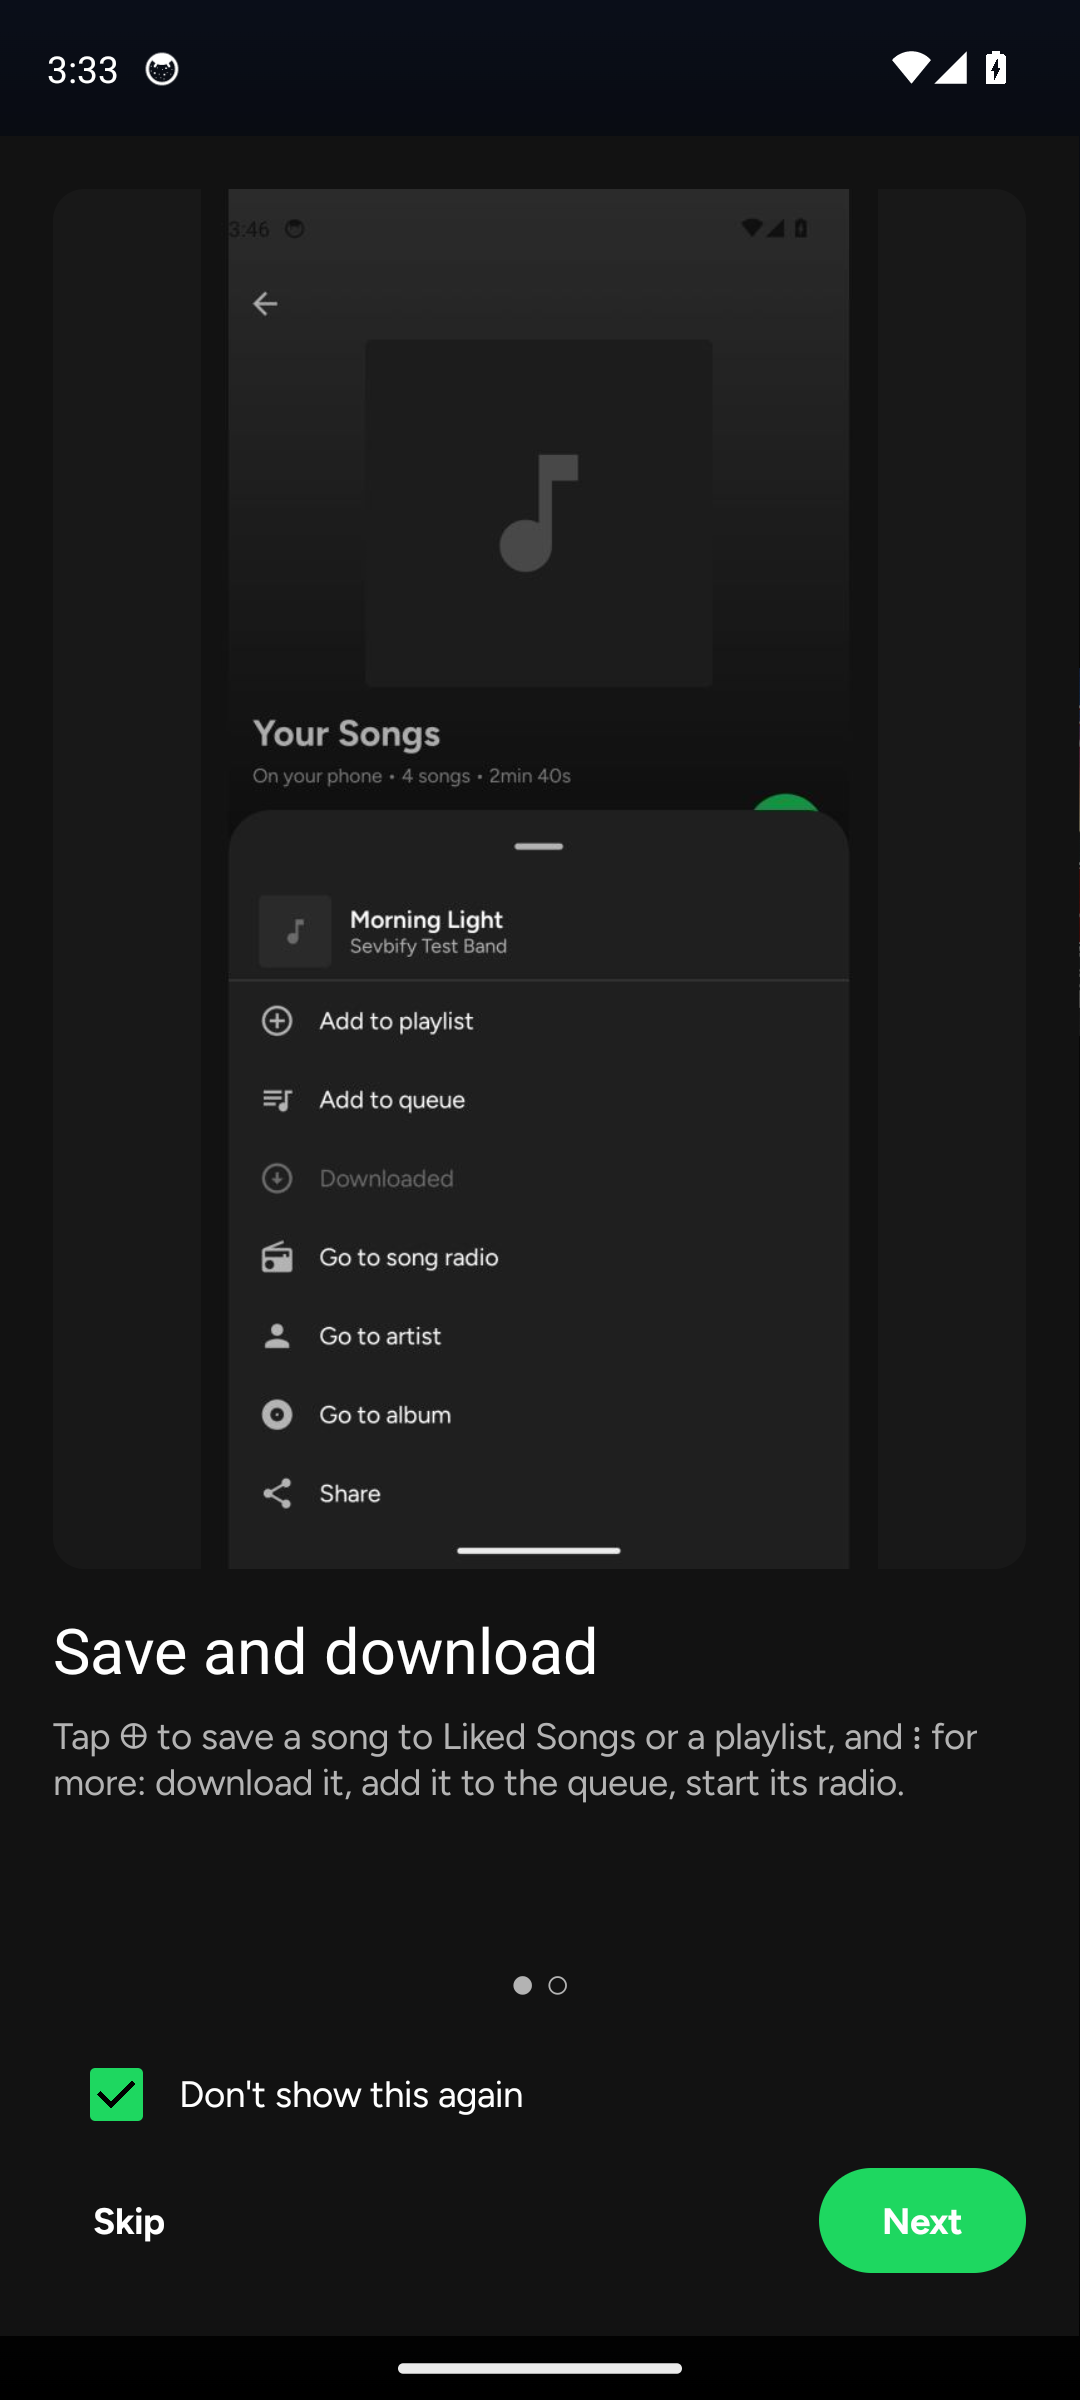 3:33
3:46
Your Songs
On your phone • 4 songs • 2min 40s
Morning Light
Sevbify Test Band
Add to playlist
Add to queue
Downloaded
Go to song radio
Go to artist
Go to album
Share
Save and download
Tap ⊕ to save a song to Liked Songs or a playlist, and ⋮ for
more: download it, add it to the queue, start its radio.
Don't show this again
Skip
Next